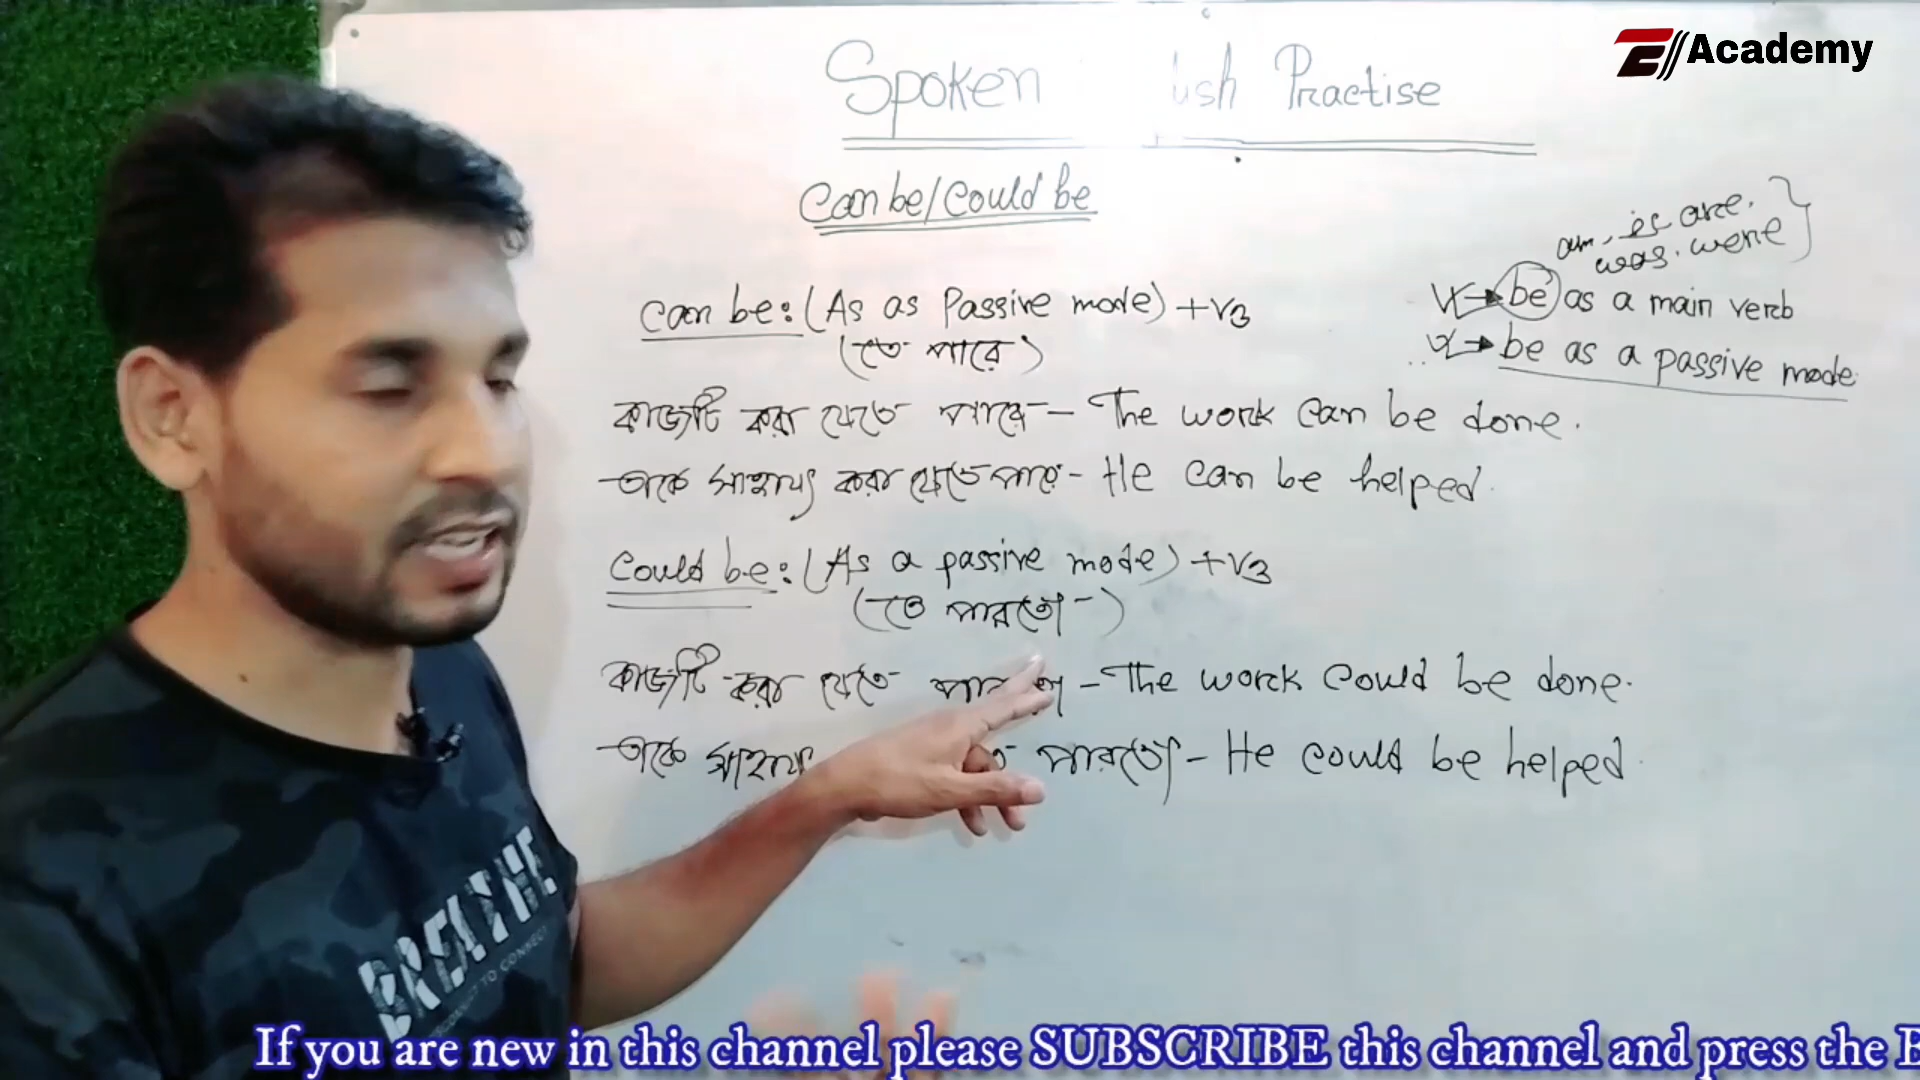 Academy
Spoken lish Practise
Can be/Could be
am, is are.
was. were
can be: (As as Passive mode) + v3
be as a main verb
(তে পারে)
be as a passive mode
কাজটি করা যেতে পারে - The work can be done.
তাকে সাহায্য করা যেতে পারে - He can be helped.
Could be: (As a passive mode) + v3
(তে পারতো -)
কাজটি করা যেতে - The work could be done.
তাকে সাহায্য পারতো - He could be helped.
BREATHE
TO CONNECT
If you are new in this channel please SUBSCRIBE this channel and press the B